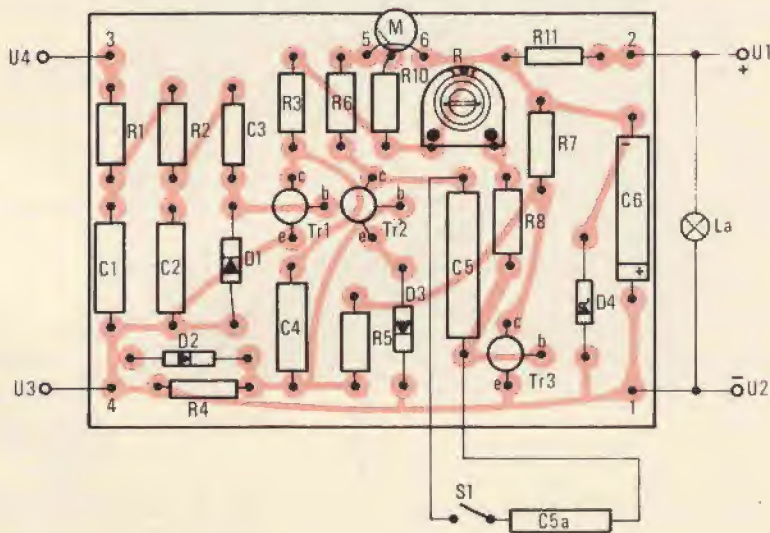 M
U4
3
5
6
R
R11
2
U1
+
R10
R1
R2
C3
R3
R6
R7
-
C6
+
c
b
e
Tr1
c
b
e
Tr2
R8
La
C1
C2
D1
C4
C5
D3
D4
D2
R5
c
b
e
Tr3
U3
4
R4
1
-
U2
S1
C5a